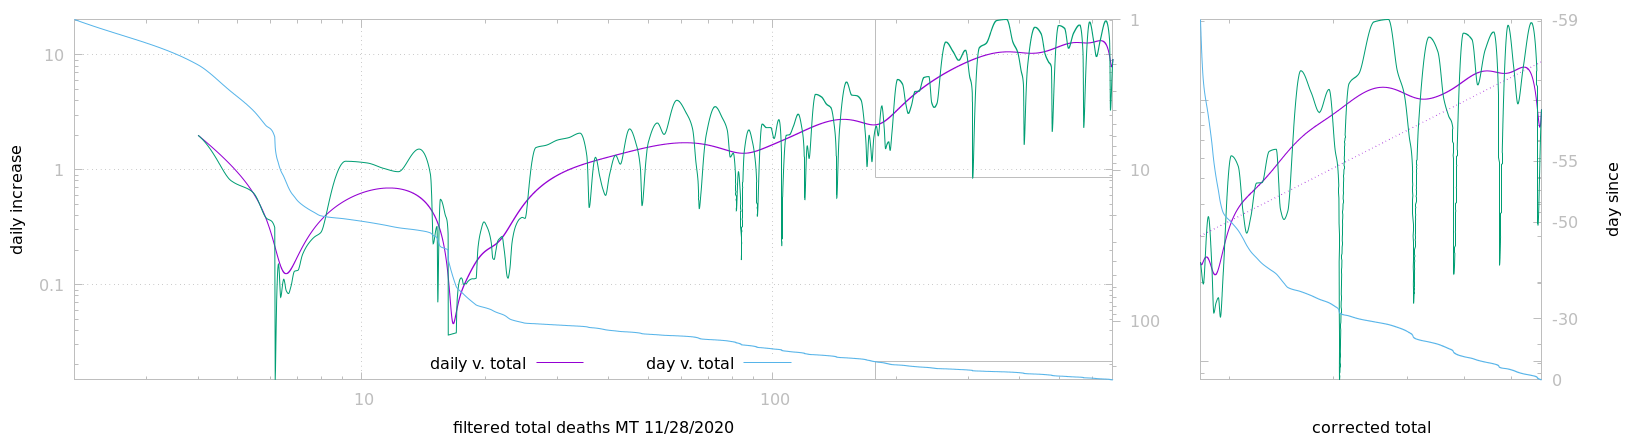 10
1
0.1
daily increase
1
10
100
daily v. total
day v. total
10
100
filtered total deaths MT 11/28/2020
-59
-55
-50
-30
0
day since
corrected total